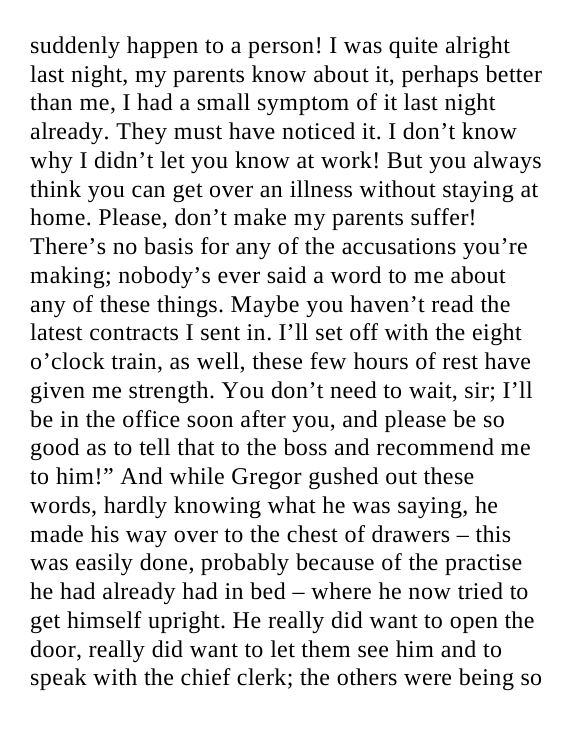 suddenly happen to a person! I was quite alright
last night, my parents know about it, perhaps better
than me, I had a small symptom of it last night
already. They must have noticed it. I don’t know
why I didn’t let you know at work! But you always
think you can get over an illness without staying at
home. Please, don’t make my parents suffer!
There’s no basis for any of the accusations you’re
making; nobody’s ever said a word to me about
any of these things. Maybe you haven’t read the
latest contracts I sent in. I’ll set off with the eight
o’clock train, as well, these few hours of rest have
given me strength. You don’t need to wait, sir; I’ll
be in the office soon after you, and please be so
good as to tell that to the boss and recommend me
to him!” And while Gregor gushed out these
words, hardly knowing what he was saying, he
made his way over to the chest of drawers – this
was easily done, probably because of the practise
he had already had in bed – where he now tried to
get himself upright. He really did want to open the
door, really did want to let them see him and to
speak with the chief clerk; the others were being so